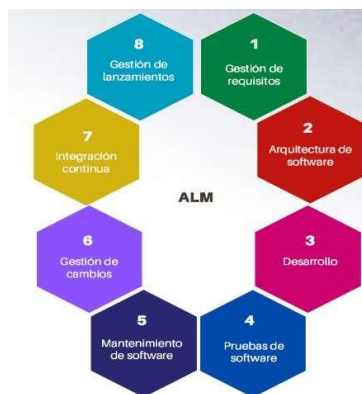 1
Gestión de
requisitos
2
Arquitectura de
software
3
Desarrollo
4
Pruebas de
software
5
Mantenimiento
de software
6
Gestión de
cambios
7
Integración
continua
8
Gestión de
lanzamientos
ALM